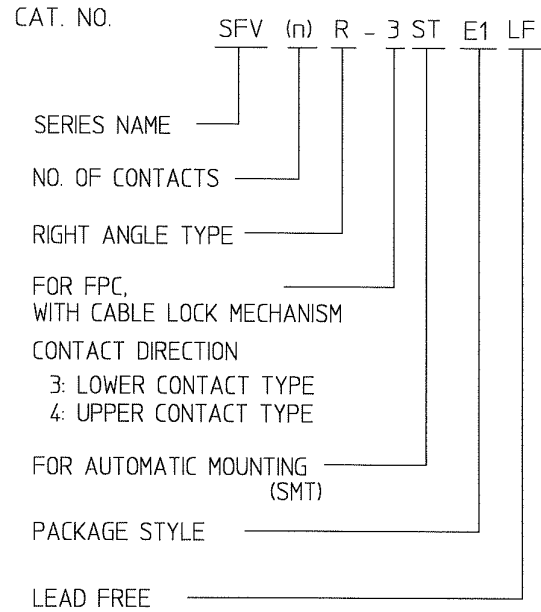 CAT. NO.
SFV (n) R - 3 ST E1 LF
SERIES NAME
NO. OF CONTACTS
RIGHT ANGLE TYPE
FOR FPC,
WITH CABLE LOCK MECHANISM
CONTACT DIRECTION
3: LOWER CONTACT TYPE
4: UPPER CONTACT TYPE
FOR AUTOMATIC MOUNTING
(SMT)
PACKAGE STYLE
LEAD FREE